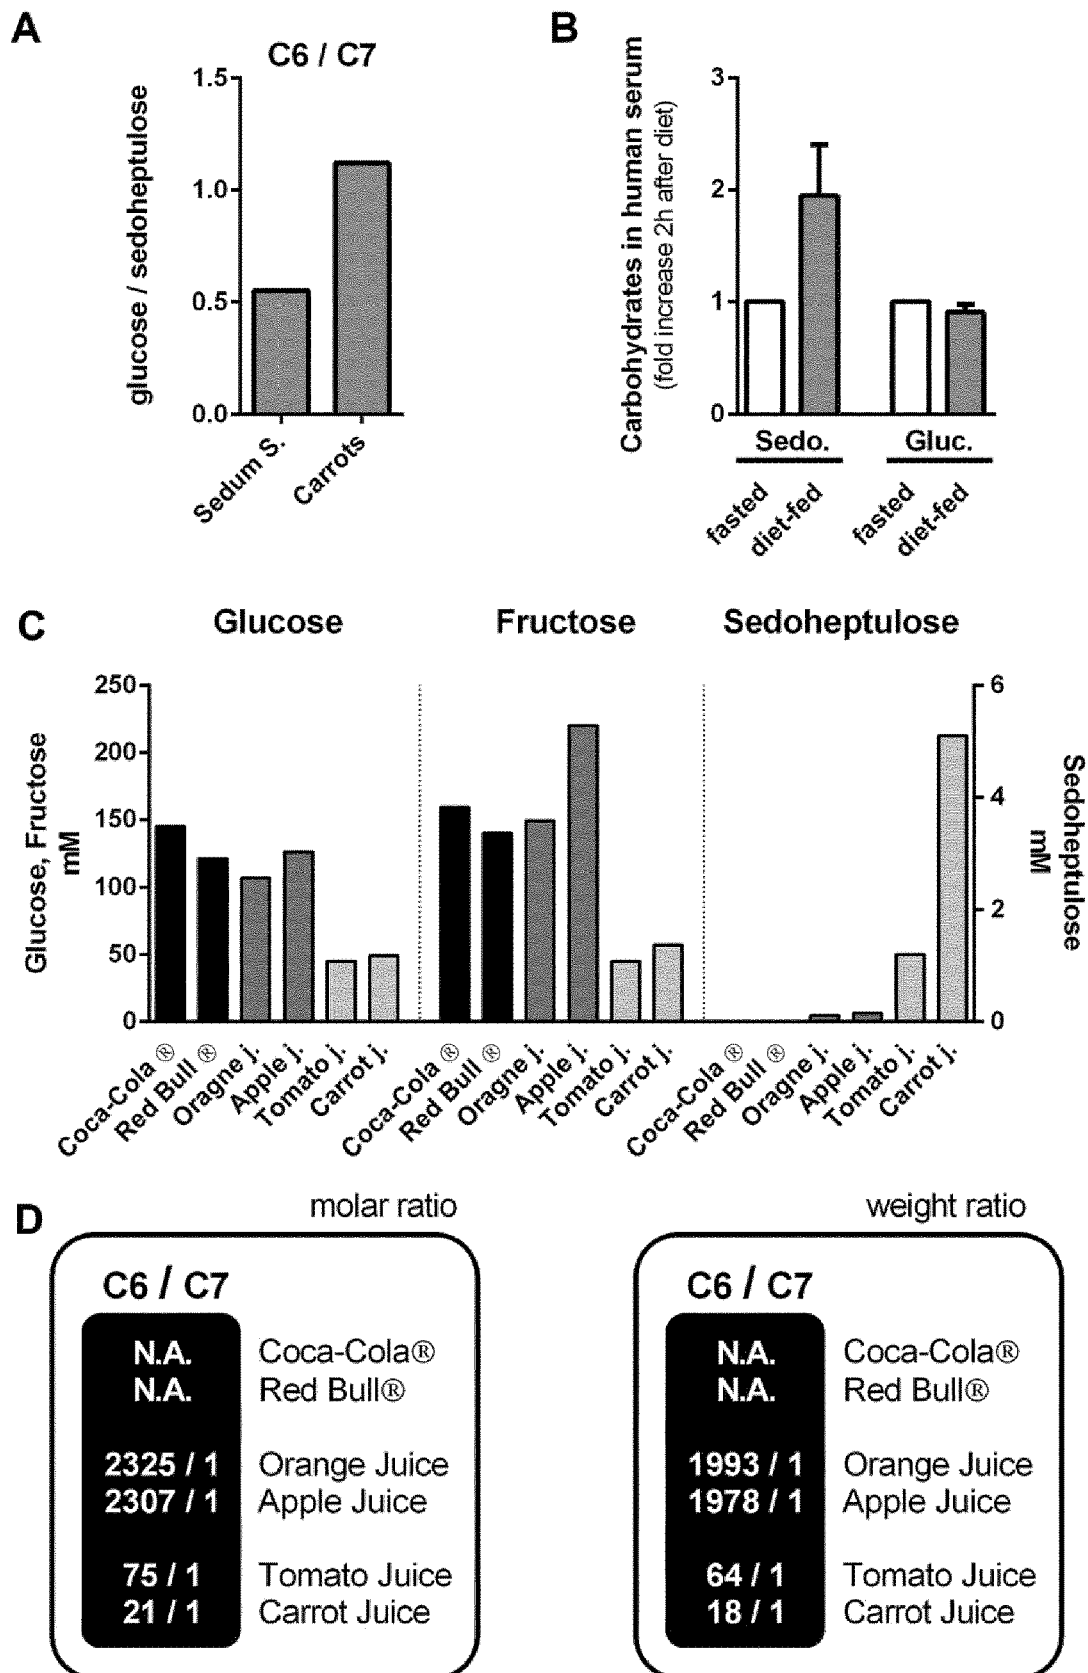 A
C6 / C7
glucose / sedoheptulose
1.5
1.0
0.5
0.0
Sedum S.
Carrots
B
Carbohydrates in human serum
(fold increase 2h after diet)
3
2
1
0
Sedo.
Gluc.
fasted
diet-fed
fasted
diet-fed
C
Glucose
Fructose
Sedoheptulose
Glucose, Fructose
mM
250
200
150
100
50
0
6
4
2
0
Sedoheptulose
mM
Coca-Cola ®
Red Bull ®
Oragne j.
Apple j.
Tomato j.
Carrot j.
Coca-Cola ®
Red Bull ®
Oragne j.
Apple j.
Tomato j.
Carrot j.
Coca-Cola ®
Red Bull ®
Oragne j.
Apple j.
Tomato j.
Carrot j.
D
molar ratio
C6 / C7
N.A. Coca-Cola®
N.A. Red Bull®
2325 / 1 Orange Juice
2307 / 1 Apple Juice
75 / 1 Tomato Juice
21 / 1 Carrot Juice
weight ratio
C6 / C7
N.A. Coca-Cola®
N.A. Red Bull®
1993 / 1 Orange Juice
1978 / 1 Apple Juice
64 / 1 Tomato Juice
18 / 1 Carrot Juice